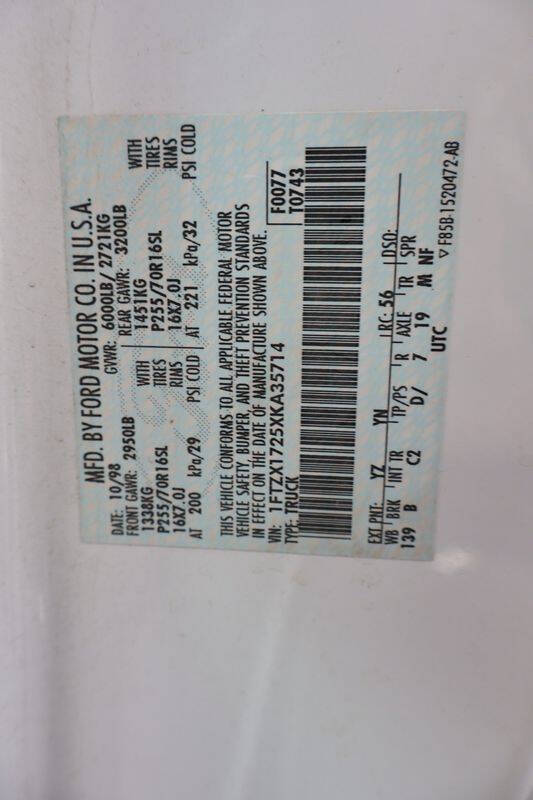 MFD. BY FORD MOTOR CO. IN U.S.A.
DATE: 10/98 GVWR: 6000LB/ 2721KG
FRONT GAWR: 2950LB REAR GAWR: 3200LB
1338KG WITH 1451KG WITH
P255/70R16SL TIRES P255/70R16SL TIRES
16X7.0J RIMS 16X7.0J RIMS
AT 200 kPa/29 PSI COLD AT 221 kPa/32 PSI COLD
THIS VEHICLE CONFORMS TO ALL APPLICABLE FEDERAL MOTOR
VEHICLE SAFETY, BUMPER, AND THEFT PREVENTION STANDARDS
IN EFFECT ON THE DATE OF MANUFACTURE SHOWN ABOVE.
VIN: 1FTZX1725XKA35714 F0077
TYPE: TRUCK T0743
EXT PNT: YZ YN RC: 56 DSO:
WB BRK INT TR TP/PS R AXLE TR SPR
139 B C2 D/ 7 19 M NF
UTC
▽ F85B-1520472-AB